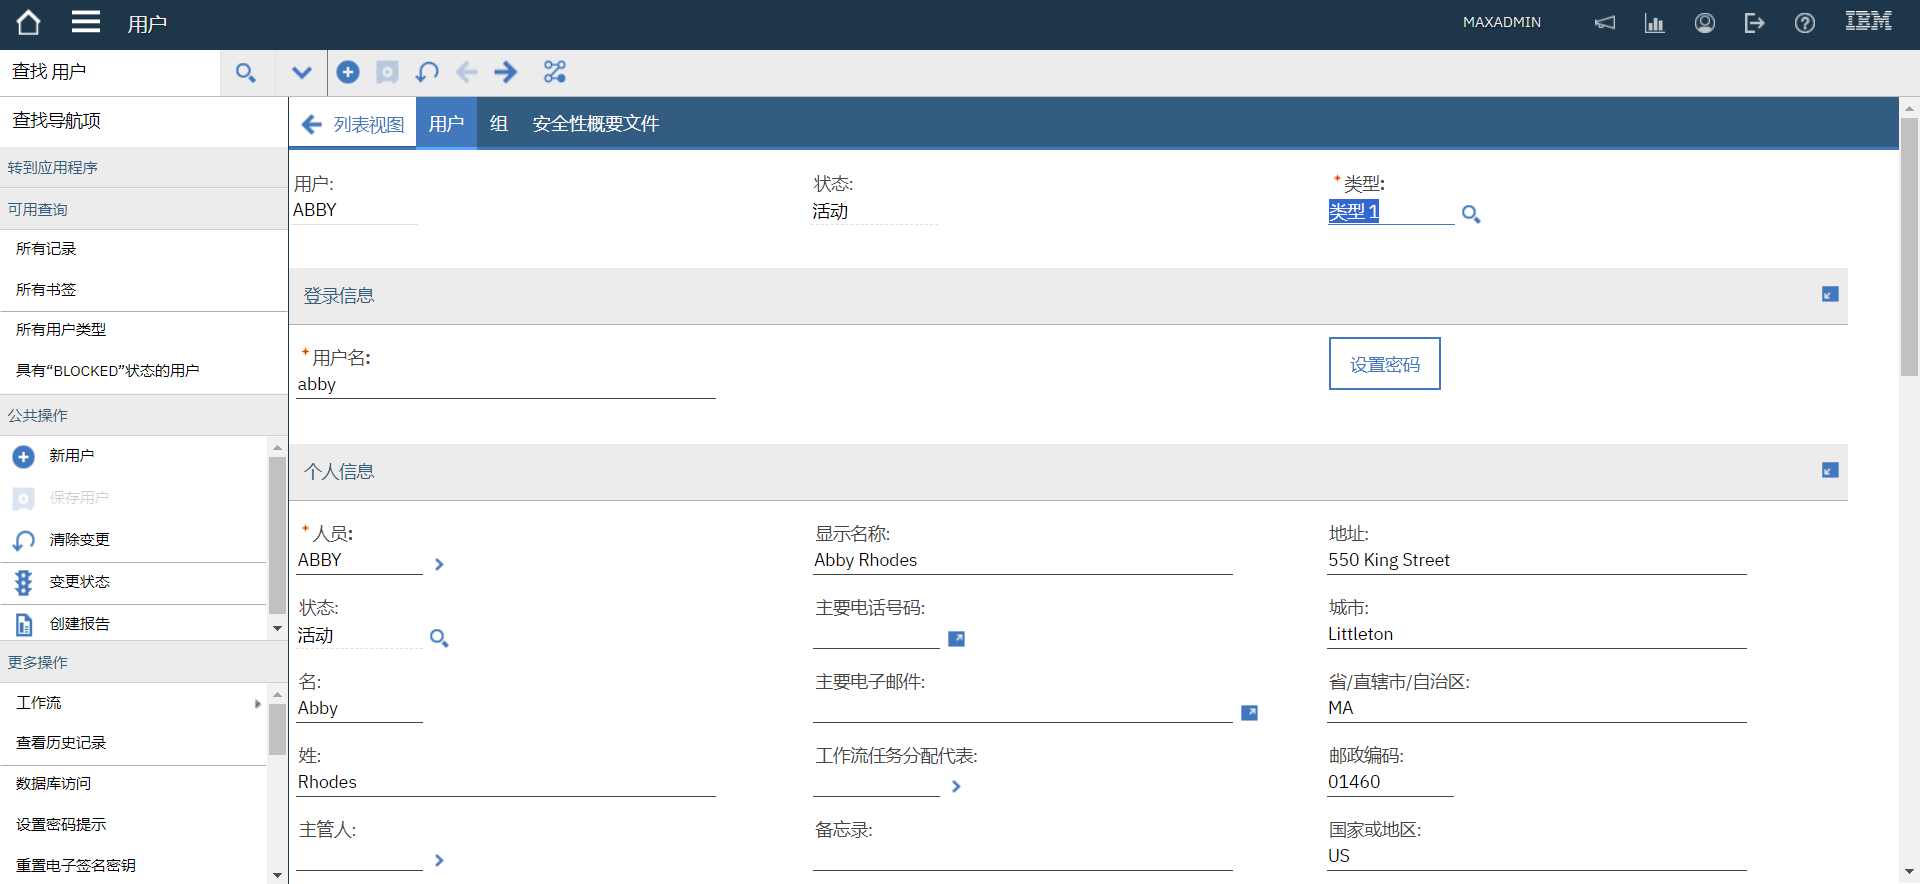 用户
MAXADMIN
IBM
查找 用户
查找导航项
转到应用程序
可用查询
所有记录
所有书签
所有用户类型
具有“BLOCKED”状态的用户
公共操作
新用户
保存用户
清除变更
变更状态
创建报告
更多操作
工作流
查看历史记录
数据库访问
设置密码提示
重置电子签名密钥
列表视图 用户 组 安全性概要文件
用户: 状态: *类型:
ABBY 活动 类型 1
登录信息
*用户名:
abby
设置密码
个人信息
*人员: 显示名称: 地址:
ABBY Abby Rhodes 550 King Street
状态: 主要电话号码: 城市:
活动 Littleton
名: 主要电子邮件: 省/直辖市/自治区:
Abby MA
姓: 工作流任务分配代表: 邮政编码:
Rhodes 01460
主管人: 备忘录: 国家或地区:
US